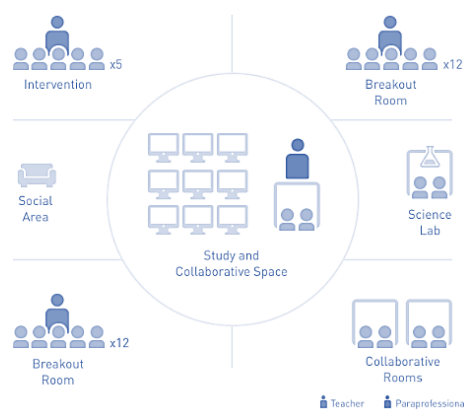 x5
Intervention
x12
Breakout
Room
Social
Area
Study and
Collaborative Space
Science
Lab
x12
Breakout
Room
Collaborative
Rooms
Teacher
Paraprofessiona